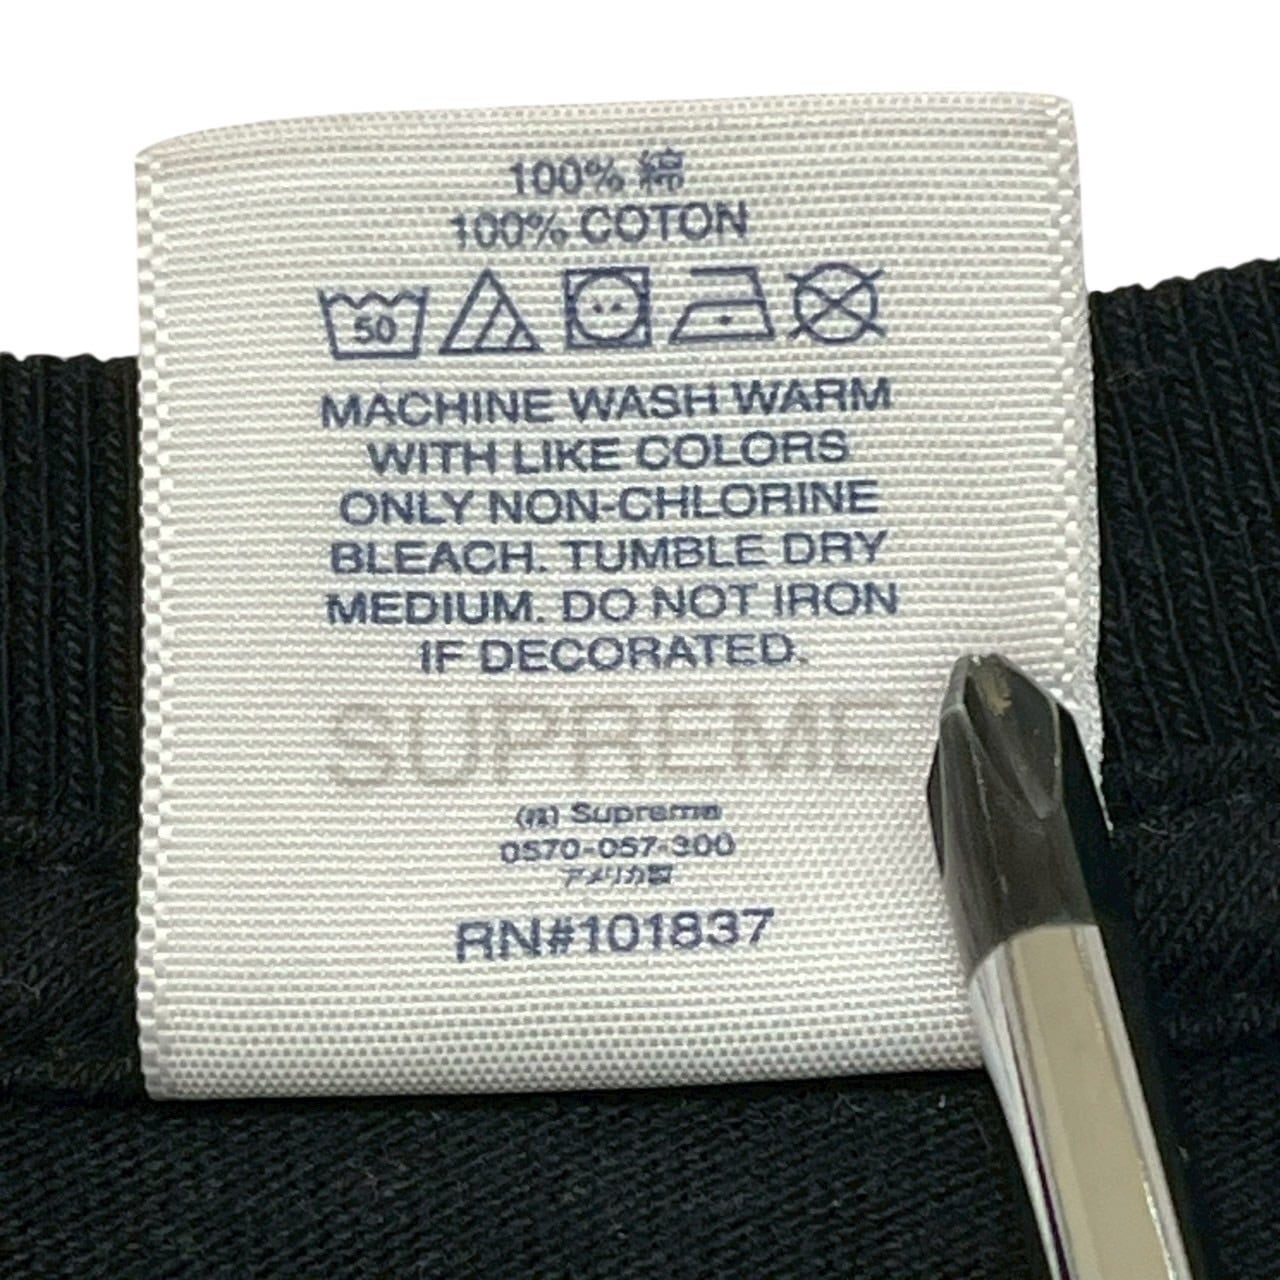 100% 綿
100% COTON
50
MACHINE WASH WARM
WITH LIKE COLORS
ONLY NON-CHLORINE
BLEACH. TUMBLE DRY
MEDIUM. DO NOT IRON
IF DECORATED.
SUPREME
(株) Supreme
0570-057-300
アメリカ製
RN#101837